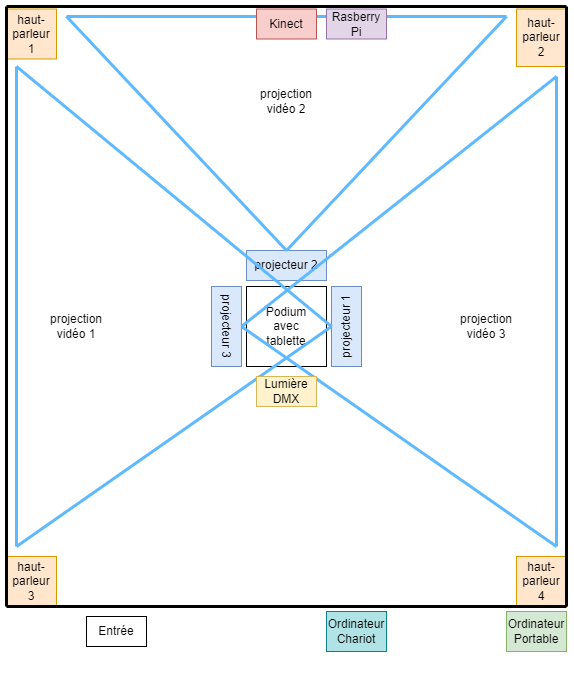 haut-
parleur
1
Kinect
Rasberry
Pi
haut-
parleur
2
projection
vidéo 2
projecteur 2
projecteur 3
Podium
avec
tablette
projecteur 1
projection
vidéo 1
projection
vidéo 3
Lumière
DMX
haut-
parleur
3
haut-
parleur
4
Entrée
Ordinateur
Chariot
Ordinateur
Portable